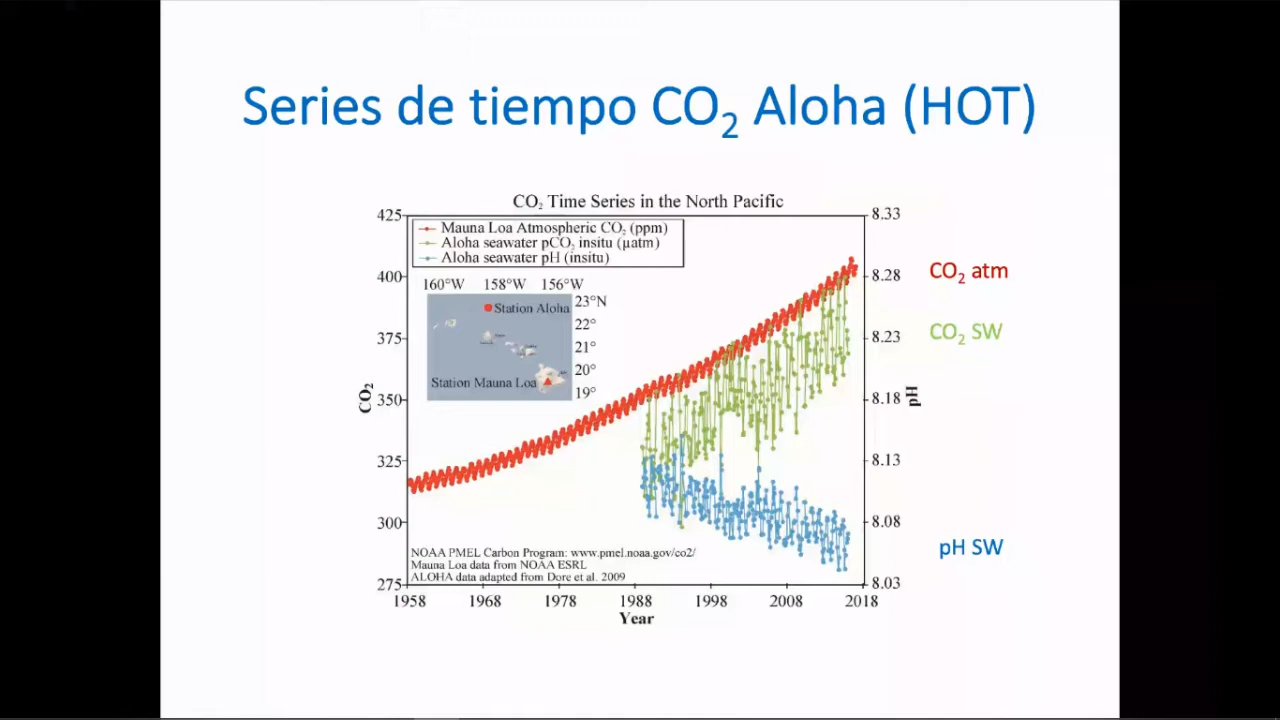 Series de tiempo CO₂ Aloha (HOT)
CO₂ Time Series in the North Pacific
425
400
375
350
325
300
275
CO₂
8.33
8.28
8.23
8.18
8.13
8.08
8.03
pH
Mauna Loa Atmospheric CO₂ (ppm)
Aloha seawater pCO₂ insitu (µatm)
Aloha seawater pH (insitu)
160°W 158°W 156°W
23°N
22°
21°
20°
19°
Station Aloha
Station Mauna Loa
CO₂ atm
CO₂ SW
pH SW
NOAA PMEL Carbon Program: www.pmel.noaa.gov/co2/
Mauna Loa data from NOAA ESRL
ALOHA data adapted from Dore et al. 2009
1958 1968 1978 1988 1998 2008 2018
Year